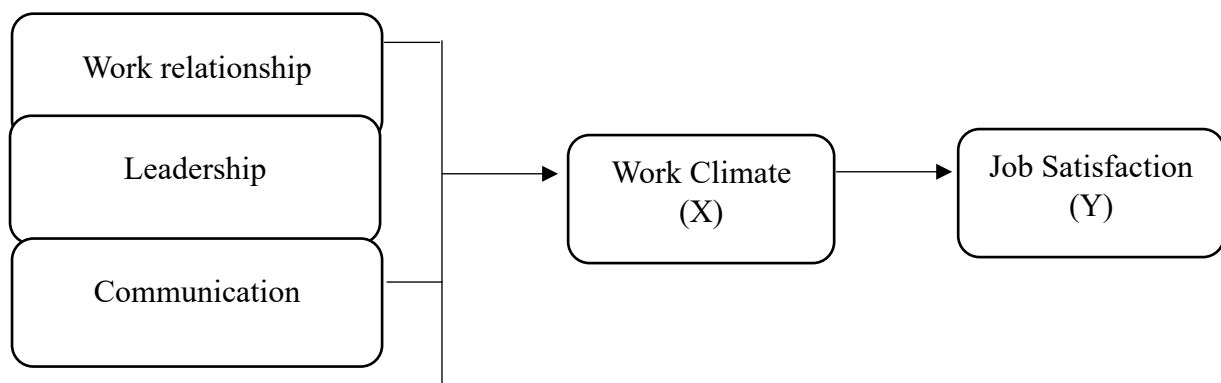 Work relationship
Leadership
Communication
Work Climate
(X)
Job Satisfaction
(Y)